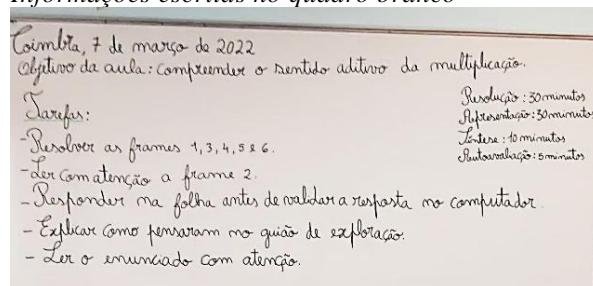 Informações escritas no quadro branco
Coimbra, 7 de março de 2022
Objetivo da aula: Compreender o sentido aditivo da multiplicação.
Tarefas:
- Resolver as frames 1, 3, 4, 5 e 6.
- Ler com atenção a frame 2.
- Responder na folha antes de validar a resposta no computador.
- Explicar como pensaram no guião de exploração.
- Ler o enunciado com atenção.
Resolução: 30 minutos
Apresentação: 30 minutos
Síntese: 10 minutos
Autoavaliação: 5 minutos